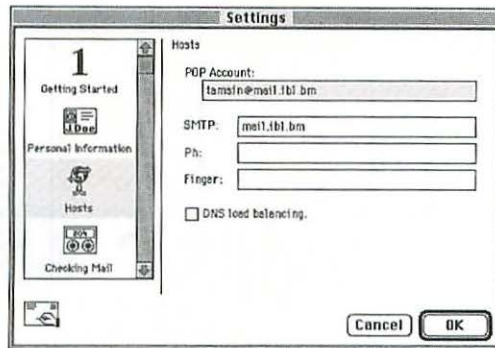 Settings
1
Getting Started
J.Doe
Personal Information
Hosts
Checking Mail
Hosts
POP Account:
tamsin@mail.ibl.bm
SMTP: mail.ibl.bm
Ph:
Finger:
DNS load balancing.
Cancel OK